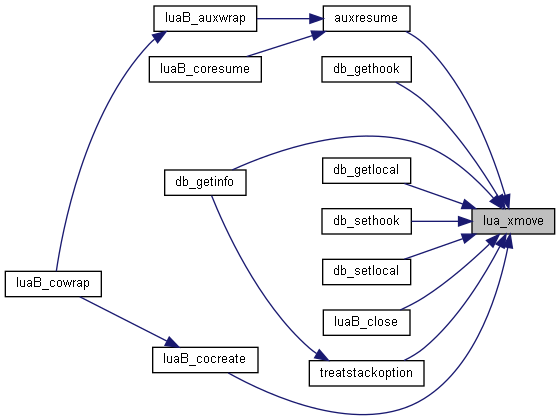 luaB_auxwrap
auxresume
luaB_coresume
db_gethook
db_getlocal
db_getinfo
db_sethook
lua_xmove
db_setlocal
luaB_cowrap
luaB_close
luaB_cocreate
treatstackoption